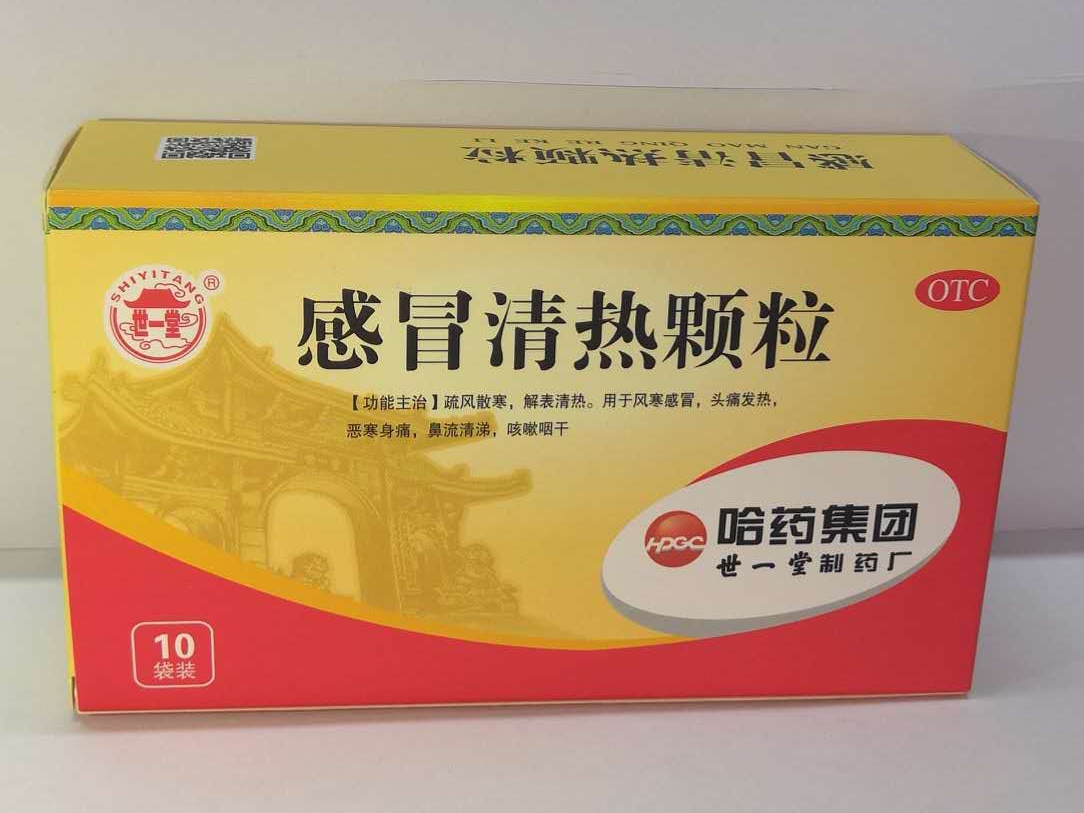 感冒清热颗粒
GAN MAO QING RE KE LI
SHIYITANG
®
世一堂
OTC
感冒清热颗粒
【功能主治】疏风散寒，解表清热。用于风寒感冒，头痛发热，
恶寒身痛，鼻流清涕，咳嗽咽干
HPGC
哈药集团
世一堂制药厂
10
袋装